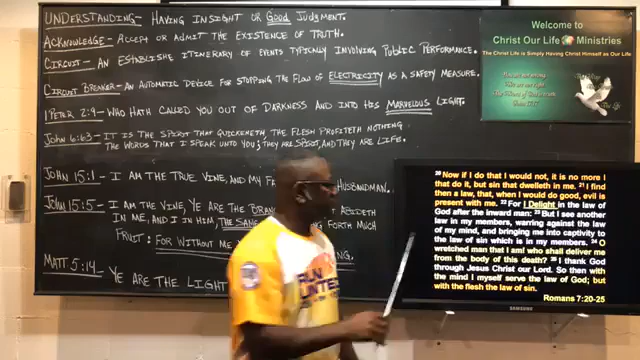 UNDERSTANDING- HAVING INSIGHT OR GOOD JUDGMENT.
ACKNOWLEDGE- ACCEPT OR ADMIT THE EXISTENCE OF TRUTH.
CIRCUIT - AN ESTABLISHE ITINERARY OF EVENTS TYPICALLY INVOLVING PUBLIC PERFORMANCE.
CIRCUIT BREAKER- AN AUTOMATIC DEVICE FOR STOPPING THE FLOW OF ELECTRICITY AS A SAFETY MEASURE.
1 PETER 2:9- WHO HATH CALLED YOU OUT OF DARKNESS AND INTO HIS MARVELOUS LIGHT.
JOHN 6:63- IT IS THE SPIRIT THAT QUICKENETH THE FLESH PROFITETH NOTHING
THE WORDS THAT I SPEAK UNTO YOU; THEY ARE SPIRIT, AND THEY ARE LIFE.
JOHN 15:1- I AM THE TRUE VINE, AND MY HUSBANDMAN.
JOHN 15:5- I AM THE VINE, YE ARE THE ABIDETH
IN ME, AND I IN HIM, THE FORTH MUCH
FRUIT: FOR WITHOUT ME
MATT 5:14- YE ARE THE LIGHT
Welcome to
Christ Our Life Ministries
The Christ Life is Simply Having Christ Himself as Our Life
The Life
20 Now if I do that I would not, it is no more I
that do it, but sin that dwelleth in me. 21 I find
then a law, that, when I would do good, evil is
present with me. 22 For I Delight in the law of
God after the inward man: 23 But I see another
law in my members, warring against the law
of my mind, and bringing me into captivity to
the law of sin which is in my members. 24 O
wretched man that I am! who shall deliver me
from the body of this death? 25 I thank God
through Jesus Christ our Lord. So then with
the mind I myself serve the law of God; but
with the flesh the law of sin.
Romans 7:20-25
SAMSUNG